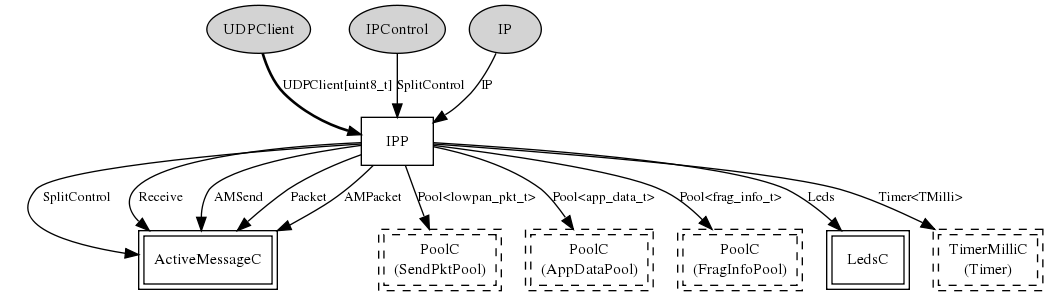 UDPClient IPControl IP
UDPClient[uint8_t] SplitControl IP
IPP
SplitControl Receive AMSend Packet AMPacket Pool<lowpan_pkt_t> Pool<app_data_t> Pool<frag_info_t> Leds Timer<TMilli>
ActiveMessageC
PoolC
(SendPktPool)
PoolC
(AppDataPool)
PoolC
(FragInfoPool)
LedsC
TimerMilliC
(Timer)